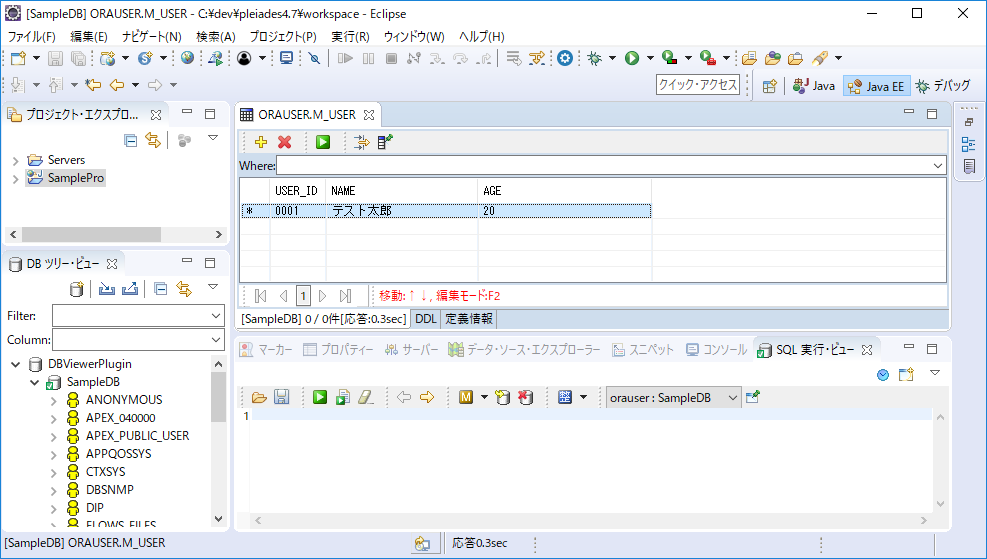 [SampleDB] ORAUSER.M_USER - C:¥dev¥pleiades4.7¥workspace - Eclipse
ファイル(F) 編集(E) ナビゲート(N) 検索(A) プロジェクト(P) 実行(R) ウィンドウ(W) ヘルプ(H)
クイック・アクセス Java Java EE デバッグ
プロジェクト・エクスプロ...
Servers
SamplePro
ORAUSER.M_USER
Where:
USER_ID NAME AGE
* 0001 テスト太郎 20
1
移動:↑ ↓, 編集モード:F2
[SampleDB] 0 / 0件[応答:0.3sec] DDL 定義情報
DB ツリー・ビュー
Filter:
Column:
DBViewerPlugin
SampleDB
ANONYMOUS
APEX_040000
APEX_PUBLIC_USER
APPQOSSYS
CTXSYS
DBSNMP
DIP
FLOWS_FILES
マーカー プロパティー サーバー データ・ソース・エクスプローラー スニペット コンソール SQL 実行・ビュー
M 整 orauser : SampleDB
1
[SampleDB] ORAUSER.M_USER 応答0.3sec